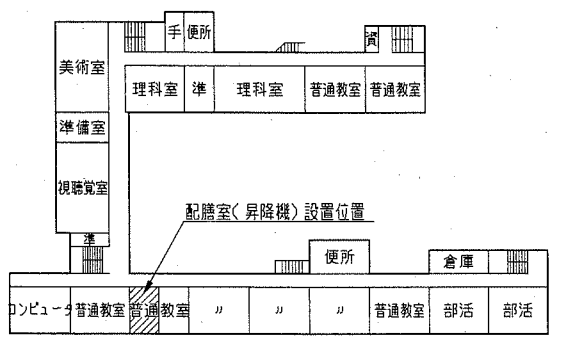 手 便所
資
美術室
理科室 準 理科室 普通教室 普通教室
準備室
視聴覚室
配膳室(昇降機)設置位置
準
便所
倉庫
コンピュータ 普通教室 普通教室 〃 〃 〃 普通教室 部活 部活